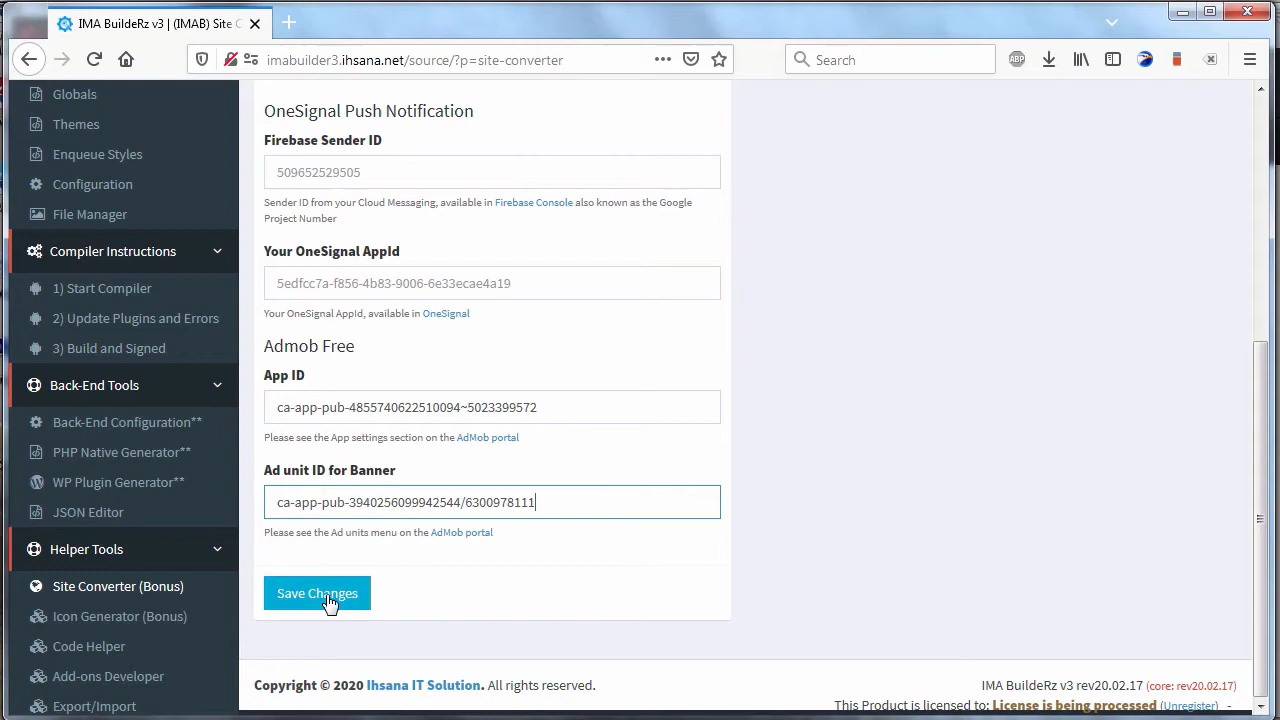 IMA BuildeRz v3 | (IMAB) Site C
imabuilder3.ihsana.net/source/?p=site-converter
Search
ABP
Globals
Themes
Enqueue Styles
Configuration
File Manager
Compiler Instructions
1) Start Compiler
2) Update Plugins and Errors
3) Build and Signed
Back-End Tools
Back-End Configuration**
PHP Native Generator**
WP Plugin Generator**
JSON Editor
Helper Tools
Site Converter (Bonus)
Icon Generator (Bonus)
Code Helper
Add-ons Developer
Export/Import
OneSignal Push Notification
Firebase Sender ID
509652529505
Sender ID from your Cloud Messaging, available in Firebase Console also known as the Google
Project Number
Your OneSignal AppId
5edfcc7a-f856-4b83-9006-6e33ecae4a19
Your OneSignal AppId, available in OneSignal
Admob Free
App ID
ca-app-pub-4855740622510094~5023399572
Please see the App settings section on the AdMob portal
Ad unit ID for Banner
ca-app-pub-3940256099942544/6300978111
Please see the Ad units menu on the AdMob portal
Save Changes
Copyright © 2020 Ihsana IT Solution. All rights reserved.
IMA BuildeRz v3 rev20.02.17 (core: rev20.02.17)
This Product is licensed to: License is being processed (Unregister) -